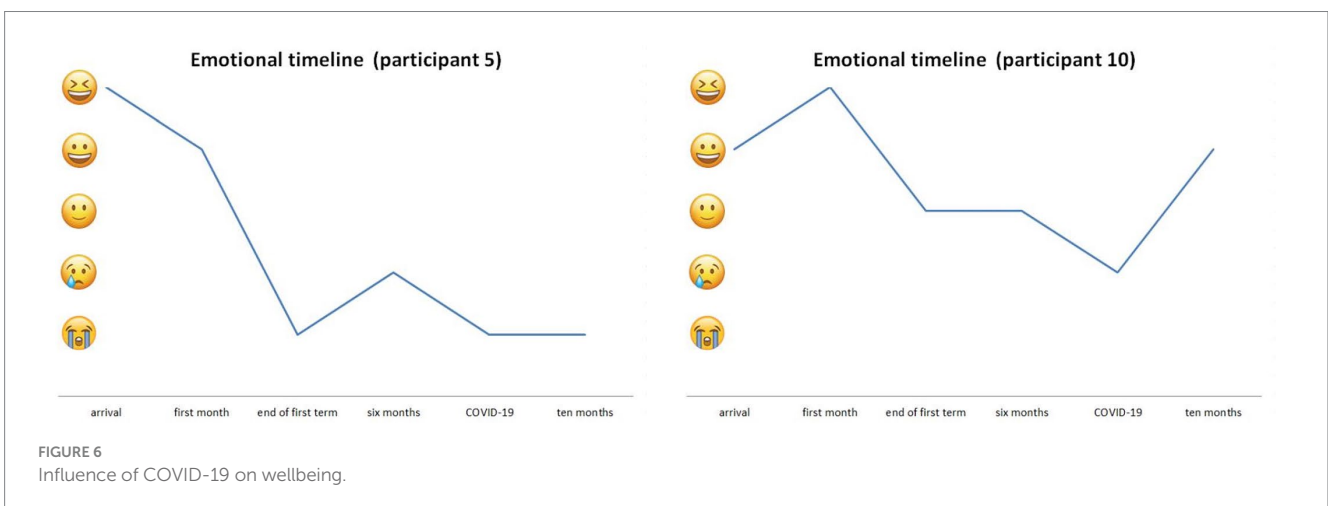 Emotional timeline (participant 5)
arrival first month end of first term six months COVID-19 ten months
Emotional timeline (participant 10)
arrival first month end of first term six months COVID-19 ten months
FIGURE 6
Influence of COVID-19 on wellbeing.